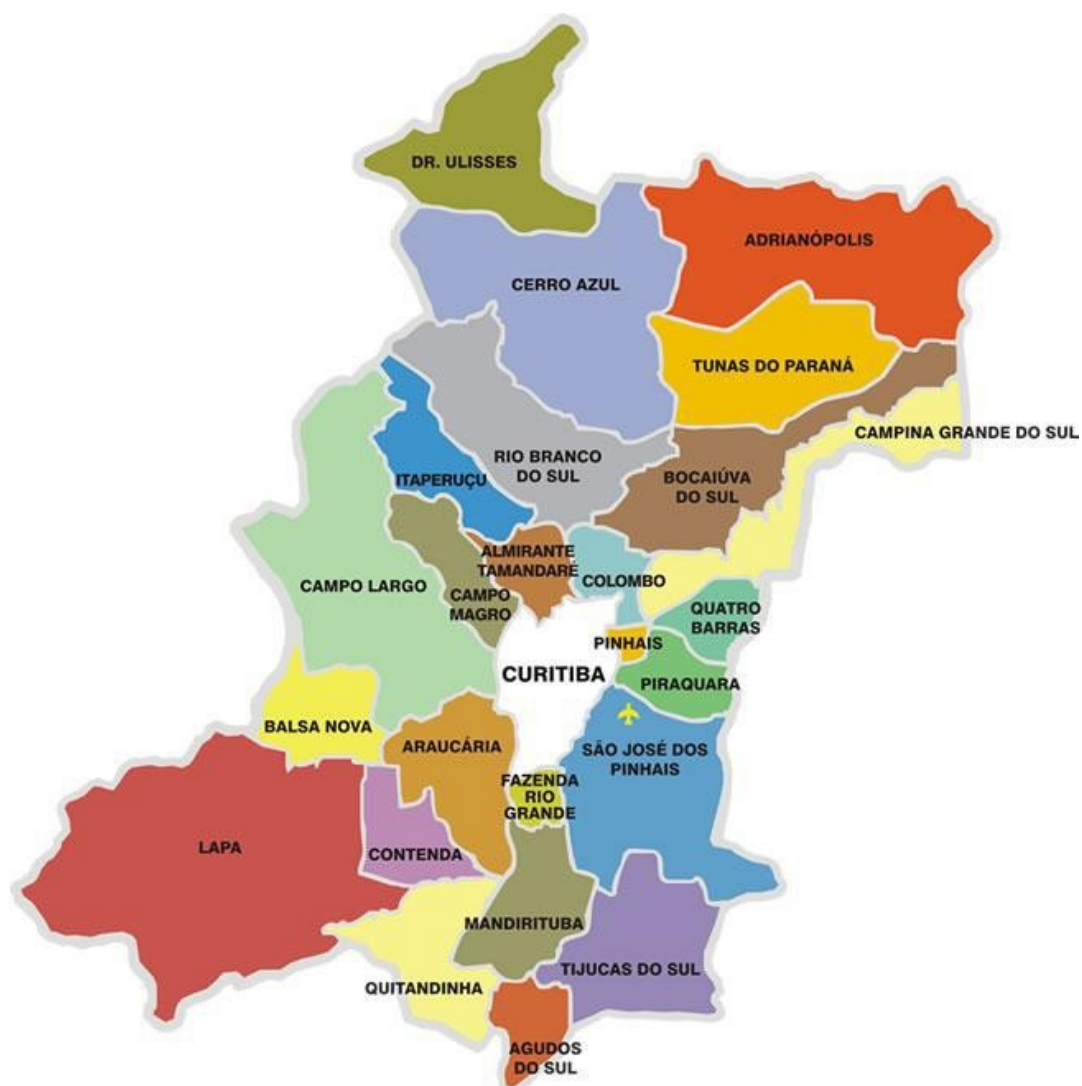 DR. ULISSES
ADRIANÓPOLIS
CERRO AZUL
TUNAS DO PARANÁ
CAMPINA GRANDE DO SUL
RIO BRANCO
DO SUL
BOCAIÚVA
DO SUL
ITAPERUÇU
ALMIRANTE
TAMANDARÉ
COLOMBO
CAMPO LARGO
CAMPO
MAGRO
QUATRO
BARRAS
PINHAIS
CURITIBA
PIRAQUARA
BALSA NOVA
ARAUCÁRIA
SÃO JOSÉ DOS
PINHAIS
FAZENDA
RIO
GRANDE
LAPA
CONTENDA
MANDIRITUBA
TIJUCAS DO SUL
QUITANDINHA
AGUDOS
DO SUL